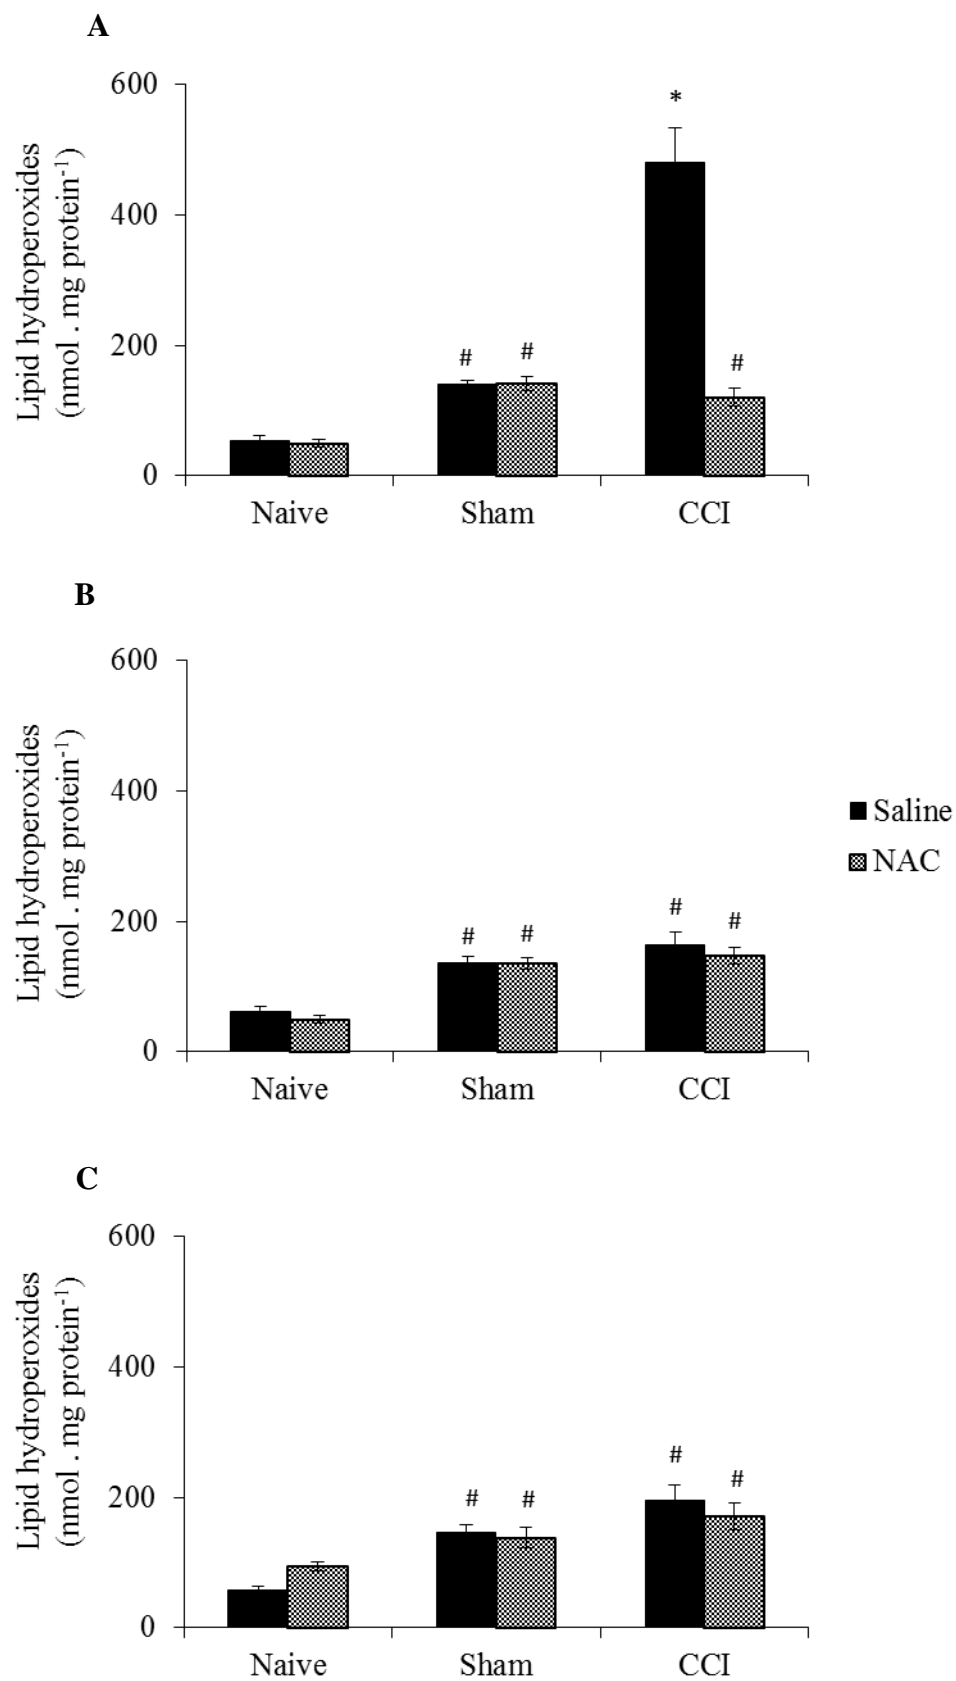 A
Lipid hydroperoxides
(nmol . mg protein⁻¹)
600
400
200
0
*
# #
#
Naive Sham CCI
B
Lipid hydroperoxides
(nmol . mg protein⁻¹)
600
400
200
0
# #
# #
Naive Sham CCI
Saline
NAC
C
Lipid hydroperoxides
(nmol . mg protein⁻¹)
600
400
200
0
# #
# #
Naive Sham CCI